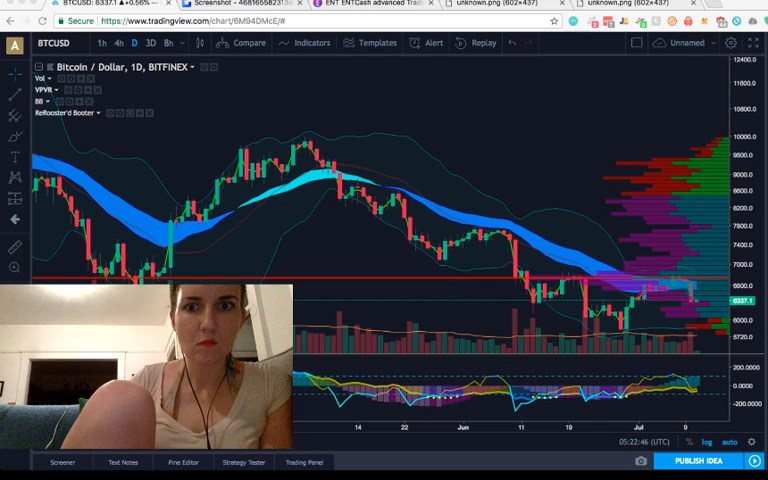 BTCUSD: 6337.1 ▲+0.56%
Screenshot - 46816558231
ENT ENTCash advanced Tradi
unknown.png (602×437)
unknown.png (602×437)
Secure
https://www.tradingview.com/chart/6M94DMcE/#
A
BTCUSD
1h 4h D 3D 8h
Compare
Indicators
Templates
Alert
Replay
Unnamed
Bitcoin / Dollar, 1D, BITFINEX
Vol
VPVR
BB
ReRooster'd Booter
12400.0
11600.0
10800.0
10000.0
9500.0
9000.0
8600.0
8200.0
7800.0
7400.0
7000.0
6600.0
6337.1
6000.0
5720.0
200.0000
0.0000
-200.0000
14 22 Jun 11 19 Jul 9
05:22:46 (UTC)
% log auto
Screener
Text Notes
Pine Editor
Strategy Tester
Trading Panel
PUBLISH IDEA